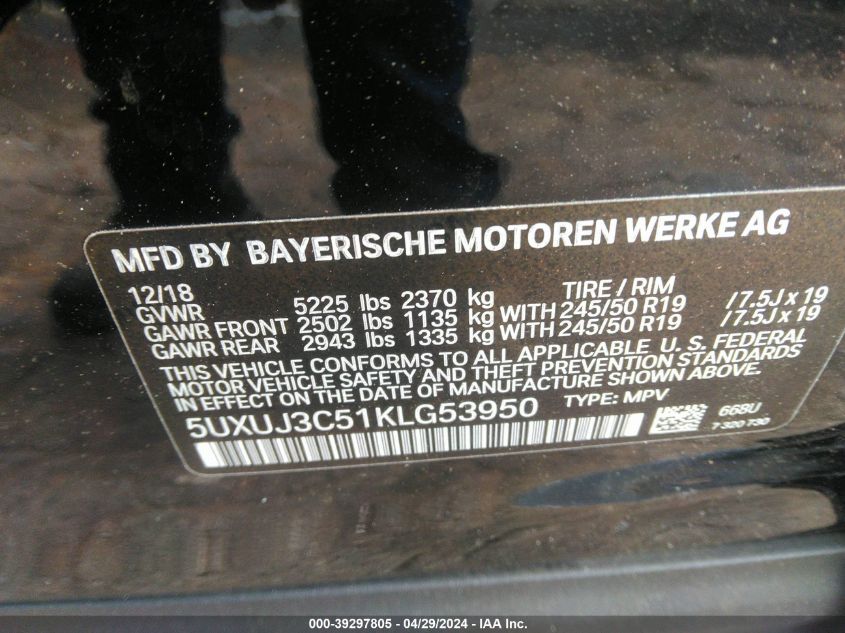 MFD BY BAYERISCHE MOTOREN WERKE AG
12/18 TIRE / RIM
GVWR 5225 lbs 2370 kg
GAWR FRONT 2502 lbs 1135 kg WITH 245/50 R19 / 7.5J x 19
GAWR REAR 2943 lbs 1335 kg WITH 245/50 R19 / 7.5J x 19
THIS VEHICLE CONFORMS TO ALL APPLICABLE U. S. FEDERAL
MOTOR VEHICLE SAFETY AND THEFT PREVENTION STANDARDS
IN EFFECT ON THE DATE OF MANUFACTURE SHOWN ABOVE.
5UXUJ3C51KLG53950 TYPE: MPV
668U
7 320 730
000-39297805 - 04/29/2024 - IAA Inc.